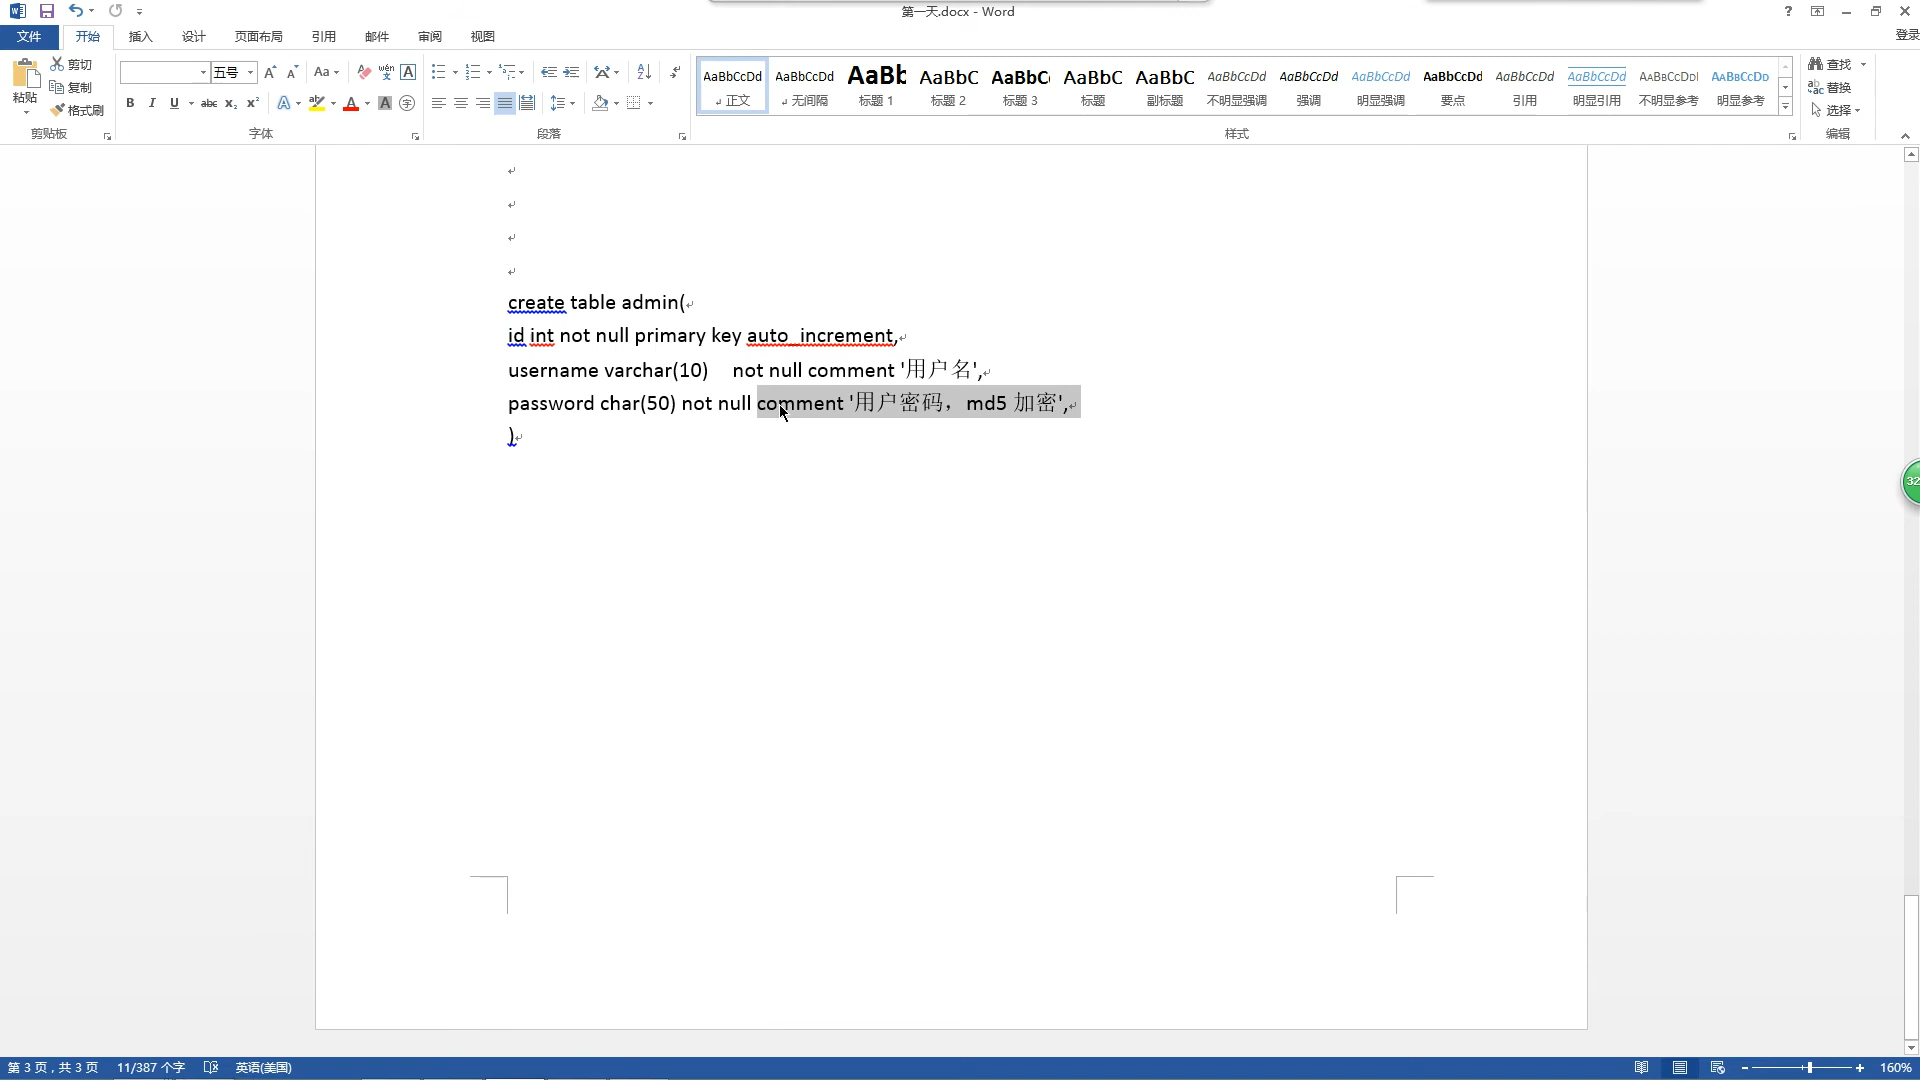 第一天.docx - Word
登录
文件 开始 插入 设计 页面布局 引用 邮件 审阅 视图
粘贴 剪切 复制 格式刷
剪贴板
五号
字体
段落
AaBbCcDd AaBbCcDd AaBb AaBbC AaBbC AaBbC AaBbC AaBbCcDd AaBbCcDd AaBbCcDd AaBbCcDd AaBbCcDd AaBbCcDd AaBbCcDd AaBbCcDd
正文 无间隔 标题 1 标题 2 标题 3 标题 副标题 不明显强调 强调 明显强调 要点 引用 明显引用 不明显参考 明显参考
样式
查找
替换
选择
编辑
create table admin(
id int not null primary key auto_increment,
username varchar(10) not null comment '用户名',
password char(50) not null comment '用户密码，md5 加密',
)
32
第 3 页，共 3 页 11/387 个字 英语(美国) 160%